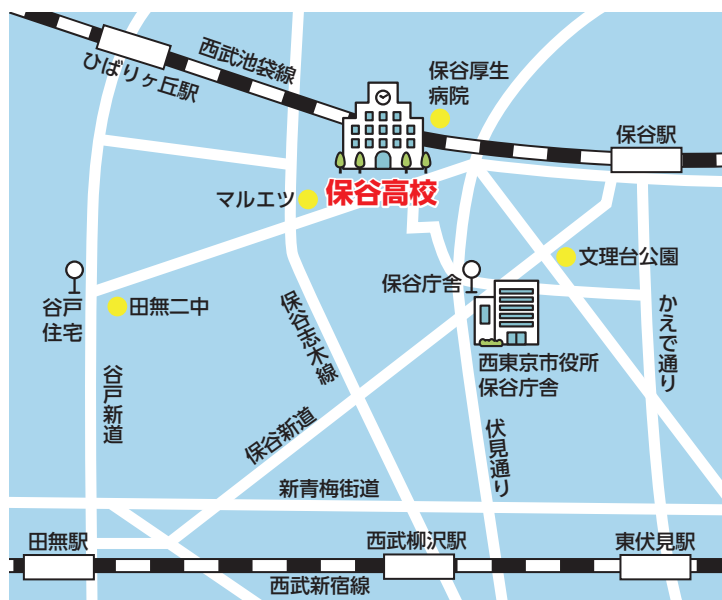 ひばりヶ丘駅
西武池袋線
保谷厚生
病院
保谷駅
マルエツ
保谷高校
谷戸
住宅
田無二中
保谷庁舎
文理台公園
保谷志木線
かえで通り
西東京市役所
保谷庁舎
谷戸新道
保谷新道
伏見通り
新青梅街道
田無駅
西武柳沢駅
東伏見駅
西武新宿線